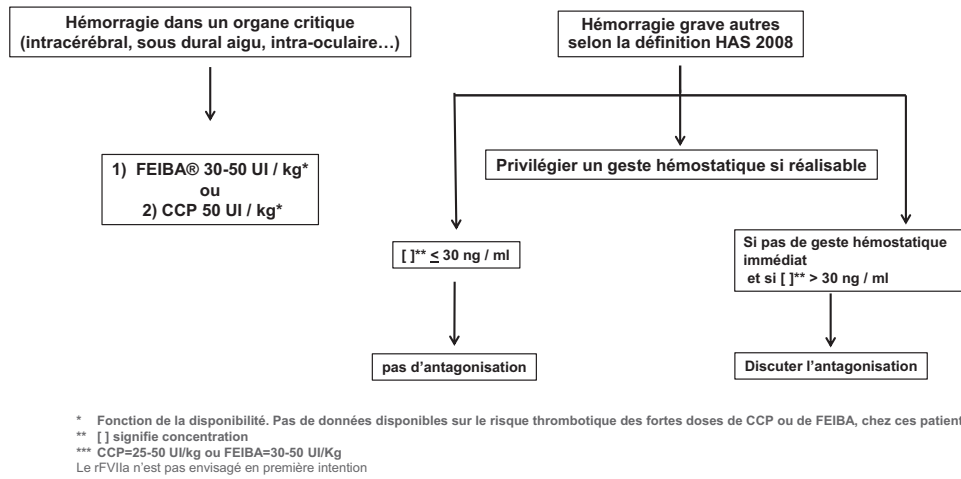 Hémorragie dans un organe critique
(intracérébral, sous dural aigu, intra-oculaire…)
1) FEIBA® 30-50 UI / kg*
ou
2) CCP 50 UI / kg*
Hémorragie grave autres
selon la définition HAS 2008
Privilégier un geste hémostatique si réalisable
[ ]** ≤ 30 ng / ml
pas d’antagonisation
Si pas de geste hémostatique
immédiat
et si [ ]** > 30 ng / ml
Discuter l’antagonisation
* Fonction de la disponibilité. Pas de données disponibles sur le risque thrombotique des fortes doses de CCP ou de FEIBA, chez ces patient
** [ ] signifie concentration
*** CCP=25-50 UI/kg ou FEIBA=30-50 UI/Kg
Le rFVIIa n’est pas envisagé en première intention